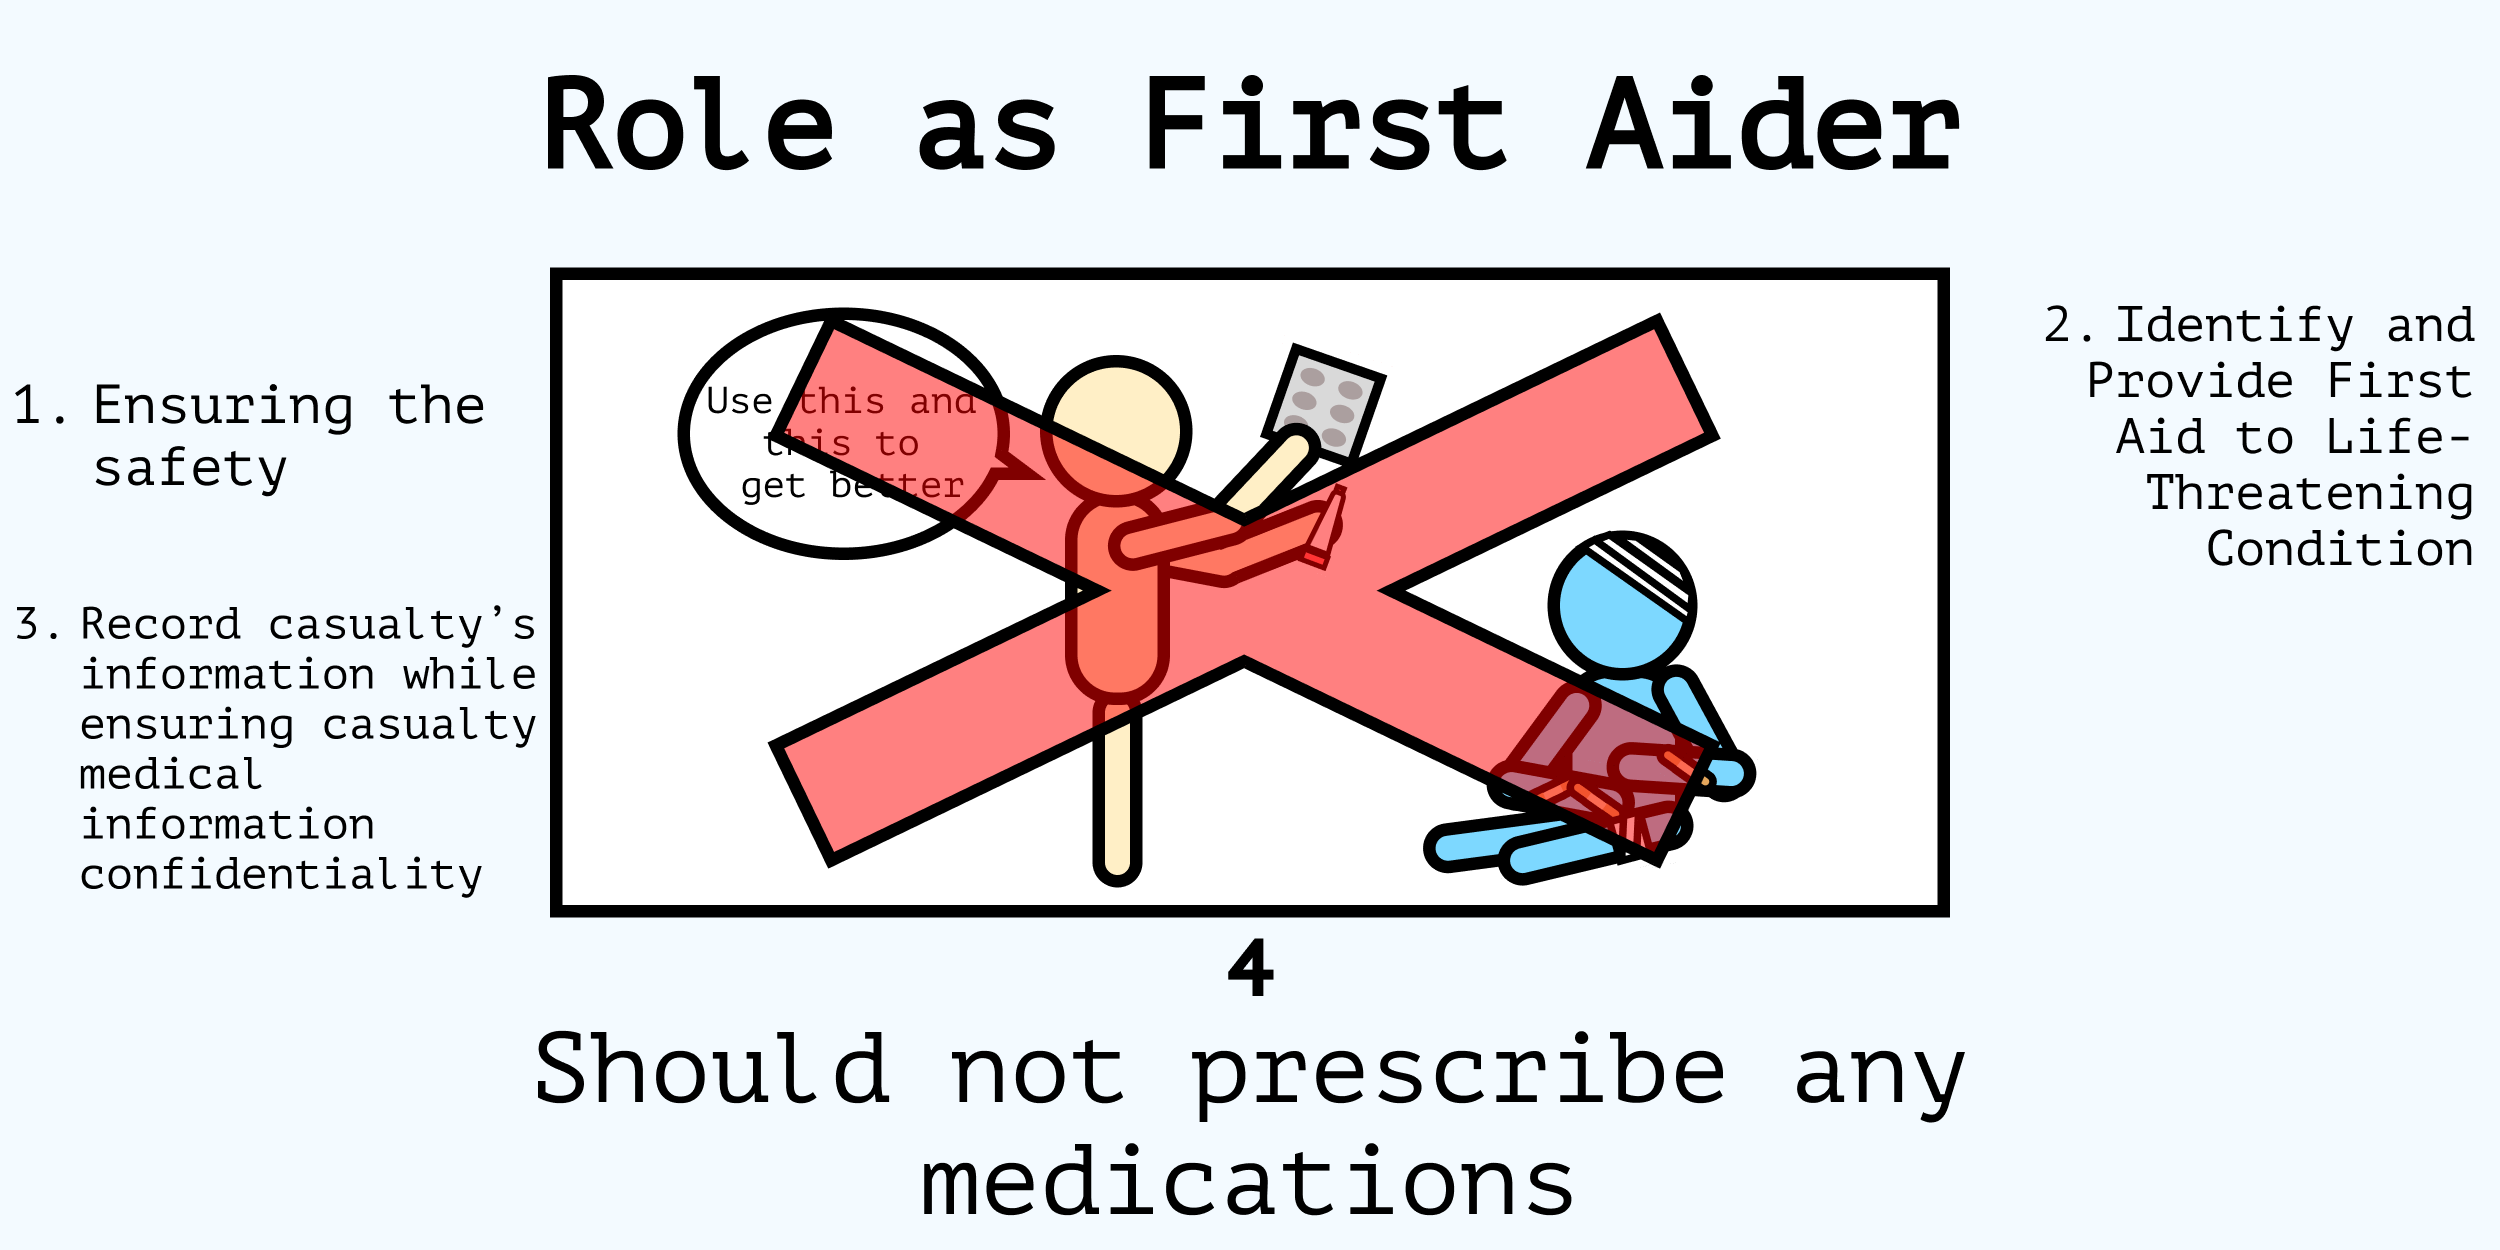 Role as First Aider
1. Ensuring the
safety
2. Identify and
Provide First
Aid to Life-
Threatening
Condition
3. Record casualty’s
information while
ensuring casualty
medical
information
confidentiality
Use this and
this to
get better
4
Should not prescribe any
medications